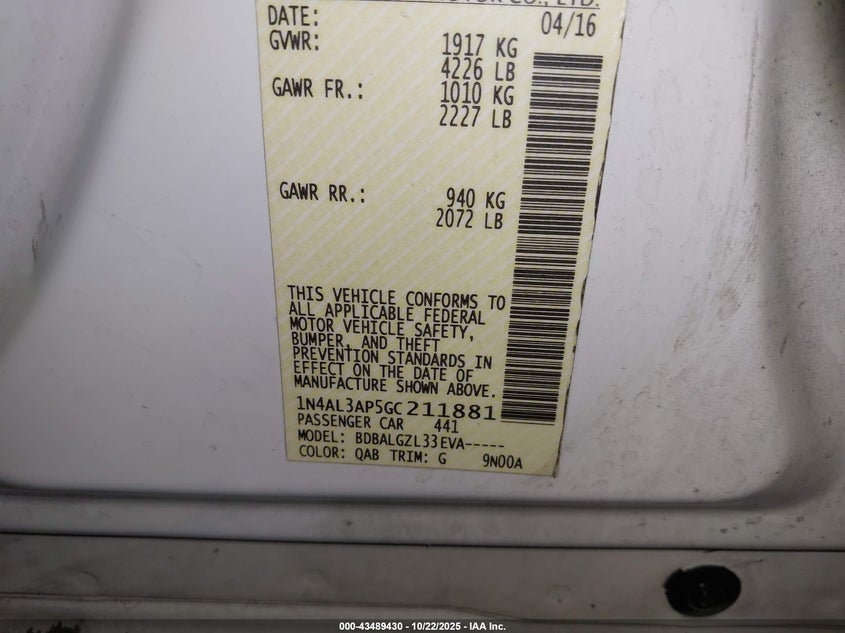 MOTOR CO., LTD.
DATE: 04/16
GVWR: 1917 KG
4226 LB
GAWR FR.: 1010 KG
2227 LB
GAWR RR.: 940 KG
2072 LB
THIS VEHICLE CONFORMS TO
ALL APPLICABLE FEDERAL
MOTOR VEHICLE SAFETY,
BUMPER, AND THEFT
PREVENTION STANDARDS IN
EFFECT ON THE DATE OF
MANUFACTURE SHOWN ABOVE.
1N4AL3AP5GC211881
PASSENGER CAR 441
MODEL: BDBALGZL33EVA-----
COLOR: QAB TRIM: G 9N00A
000-43489430 - 10/22/2025 - IAA Inc.